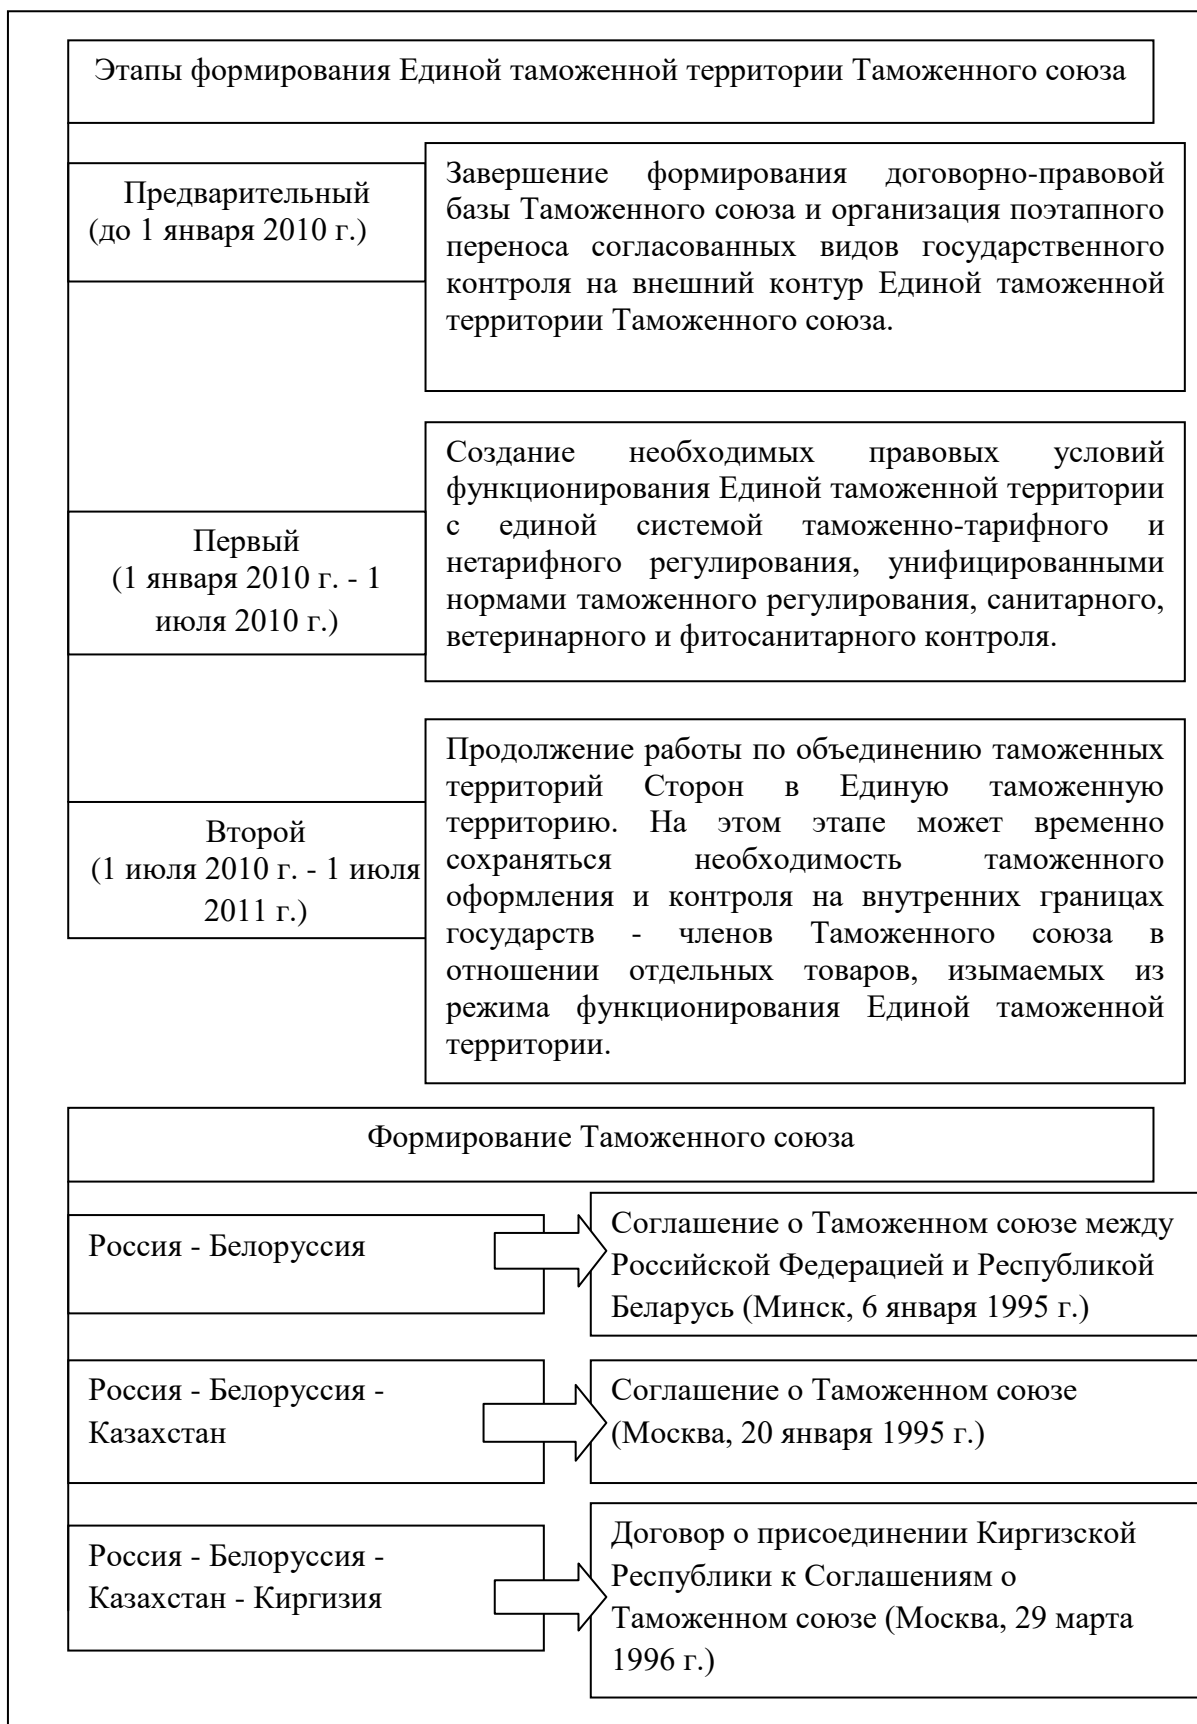 Этапы формирования Единой таможенной территории Таможенного союза
Предварительный
(до 1 января 2010 г.)
Завершение формирования договорно-правовой
базы Таможенного союза и организация поэтапного
переноса согласованных видов государственного
контроля на внешний контур Единой таможенной
территории Таможенного союза.
Первый
(1 января 2010 г. - 1
июля 2010 г.)
Создание необходимых правовых условий
функционирования Единой таможенной территории
с единой системой таможенно-тарифного и
нетарифного регулирования, унифицированными
нормами таможенного регулирования, санитарного,
ветеринарного и фитосанитарного контроля.
Второй
(1 июля 2010 г. - 1 июля
2011 г.)
Продолжение работы по объединению таможенных
территорий Сторон в Единую таможенную
территорию. На этом этапе может временно
сохраняться необходимость таможенного
оформления и контроля на внутренних границах
государств - членов Таможенного союза в
отношении отдельных товаров, изымаемых из
режима функционирования Единой таможенной
территории.
Формирование Таможенного союза
Россия - Белоруссия
Соглашение о Таможенном союзе между
Российской Федерацией и Республикой
Беларусь (Минск, 6 января 1995 г.)
Россия - Белоруссия -
Казахстан
Соглашение о Таможенном союзе
(Москва, 20 января 1995 г.)
Россия - Белоруссия -
Казахстан - Киргизия
Договор о присоединении Киргизской
Республики к Соглашениям о
Таможенном союзе (Москва, 29 марта
1996 г.)